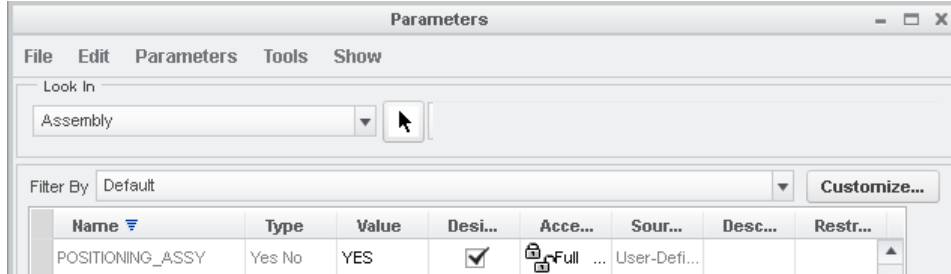 Parameters
File Edit Parameters Tools Show
Look In
Assembly
Filter By Default Customize...
Name Type Value Desi... Acce... Sour... Desc... Restr...
POSITIONING_ASSY Yes No YES Full ... User-Defi...